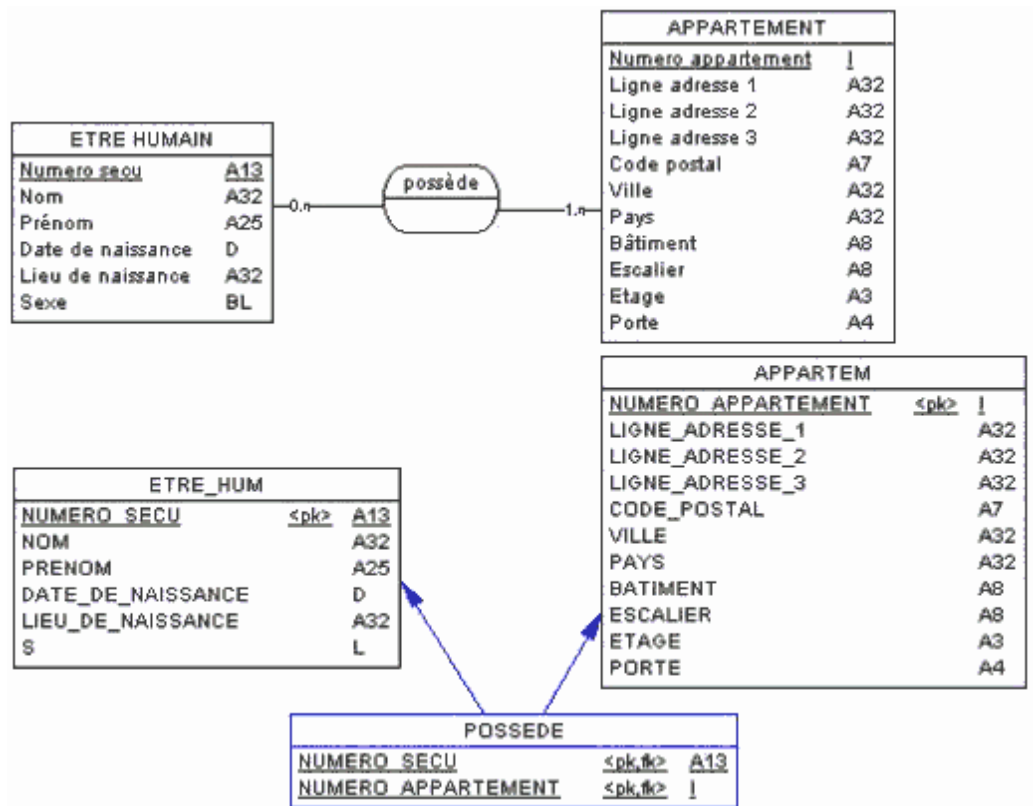 APPARTEMENT
Numero appartement I
Ligne adresse 1 A32
Ligne adresse 2 A32
Ligne adresse 3 A32
Code postal A7
Ville A32
Pays A32
Bâtiment A8
Escalier A8
Etage A3
Porte A4
ETRE HUMAIN
Numero secu A13
Nom A32
Prénom A25
Date de naissance D
Lieu de naissance A32
Sexe BL
0,n
possède
1,n
APPARTEM
NUMERO_APPARTEMENT <pk> I
LIGNE_ADRESSE_1 A32
LIGNE_ADRESSE_2 A32
LIGNE_ADRESSE_3 A32
CODE_POSTAL A7
VILLE A32
PAYS A32
BATIMENT A8
ESCALIER A8
ETAGE A3
PORTE A4
ETRE_HUM
NUMERO_SECU <pk> A13
NOM A32
PRENOM A25
DATE_DE_NAISSANCE D
LIEU_DE_NAISSANCE A32
S L
POSSEDE
NUMERO_SECU <pk,fk> A13
NUMERO_APPARTEMENT <pk,fk> I